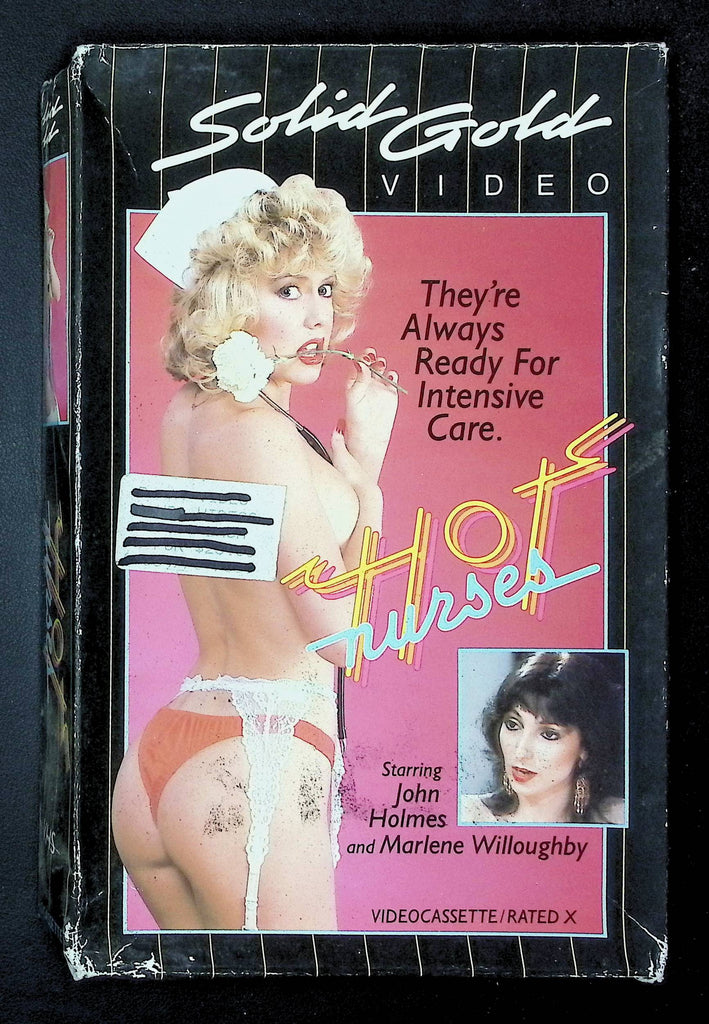 Solid Gold
VIDEO
They're
Always
Ready For
Intensive
Care.
HOT
nurses
Starring
John
Holmes
and Marlene Willoughby
VIDEOCASSETTE/RATED X